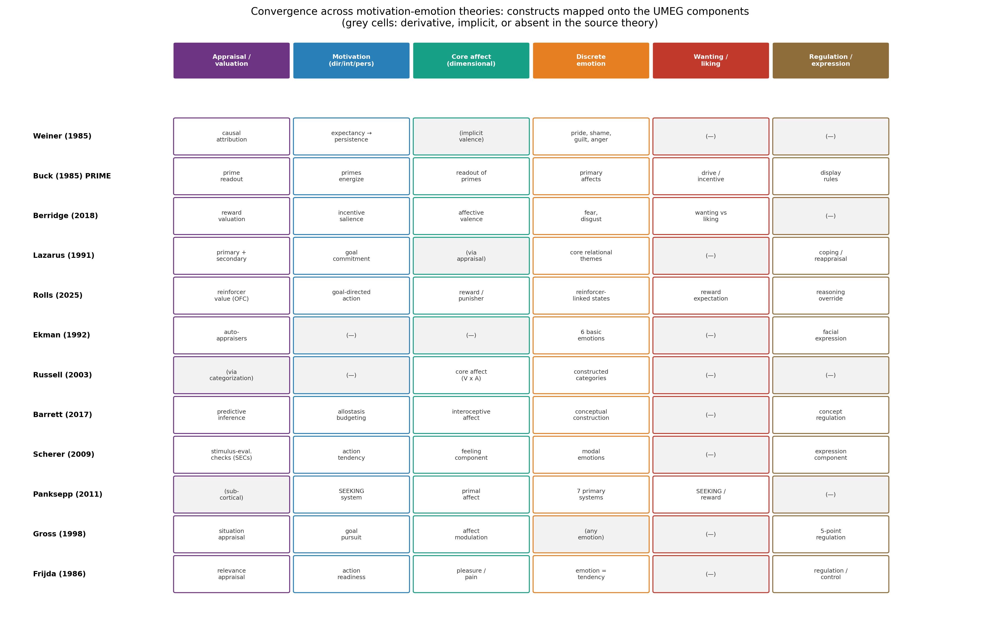 Convergence across motivation-emotion theories: constructs mapped onto the UMEG components
(grey cells: derivative, implicit, or absent in the source theory)
Appraisal /
valuation
Motivation
(dir/int/pers)
Core affect
(dimensional)
Discrete
emotion
Wanting /
liking
Regulation /
expression
Weiner (1985)
causal
attribution
expectancy →
persistence
(implicit
valence)
pride, shame,
guilt, anger
(—)
(—)
Buck (1985) PRIME
prime
readout
primes
energize
readout of
primes
primary
affects
drive /
incentive
display
rules
Berridge (2018)
reward
valuation
incentive
salience
affective
valence
fear,
disgust
wanting vs
liking
(—)
Lazarus (1991)
primary +
secondary
goal
commitment
(via
appraisal)
core relational
themes
(—)
coping /
reappraisal
Rolls (2025)
reinforcer
value (OFC)
goal-directed
action
reward /
punisher
reinforcer-
linked states
reward
expectation
reasoning
override
Ekman (1992)
auto-
appraisers
(—)
(—)
6 basic
emotions
(—)
facial
expression
Russell (2003)
(via
categorization)
(—)
core affect
(V x A)
constructed
categories
(—)
(—)
Barrett (2017)
predictive
inference
allostasis
budgeting
interoceptive
affect
conceptual
construction
(—)
concept
regulation
Scherer (2009)
stimulus-eval.
checks (SECs)
action
tendency
feeling
component
modal
emotions
(—)
expression
component
Panksepp (2011)
(sub-
cortical)
SEEKING
system
primal
affect
7 primary
systems
SEEKING /
reward
(—)
Gross (1998)
situation
appraisal
goal
pursuit
affect
modulation
(any
emotion)
(—)
5-point
regulation
Frijda (1986)
relevance
appraisal
action
readiness
pleasure /
pain
emotion =
tendency
(—)
regulation /
control